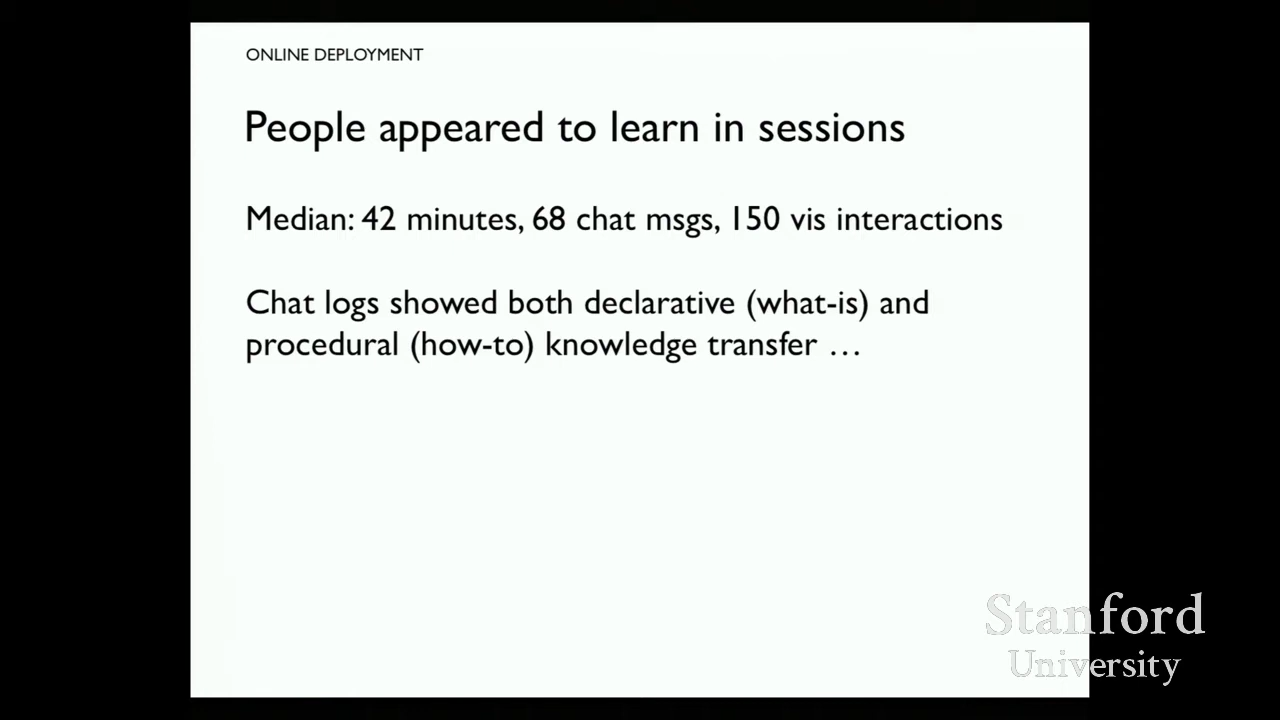 ONLINE DEPLOYMENT
People appeared to learn in sessions
Median: 42 minutes, 68 chat msgs, 150 vis interactions
Chat logs showed both declarative (what-is) and
procedural (how-to) knowledge transfer …
Stanford
University